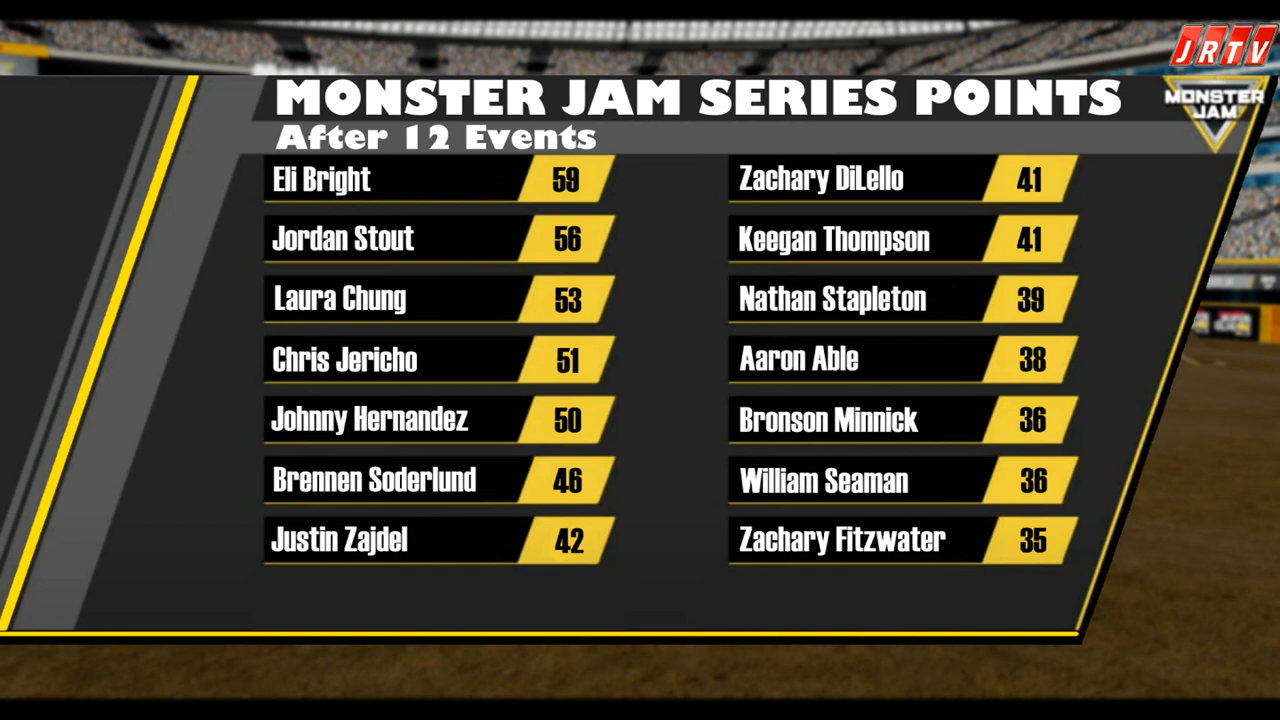 JRTV
MONSTER JAM SERIES POINTS
MONSTER
JAM
After 12 Events
Eli Bright 59
Jordan Stout 56
Laura Chung 53
Chris Jericho 51
Johnny Hernandez 50
Brennen Soderlund 46
Justin Zajdel 42
Zachary DiLello 41
Keegan Thompson 41
Nathan Stapleton 39
Aaron Able 38
Bronson Minnick 36
William Seaman 36
Zachary Fitzwater 35